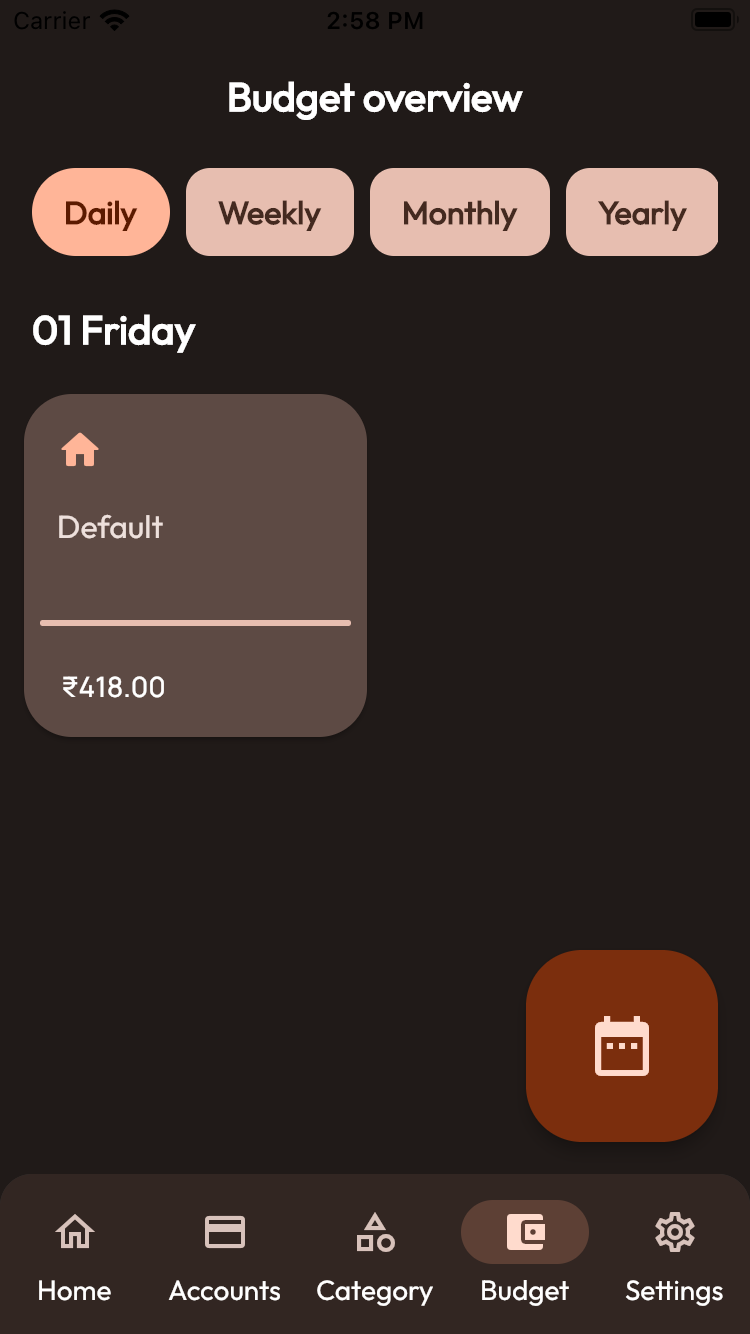 Carrier 2:58 PM
Budget overview
Daily Weekly Monthly Yearly
01 Friday
Default
₹418.00
Home Accounts Category Budget Settings